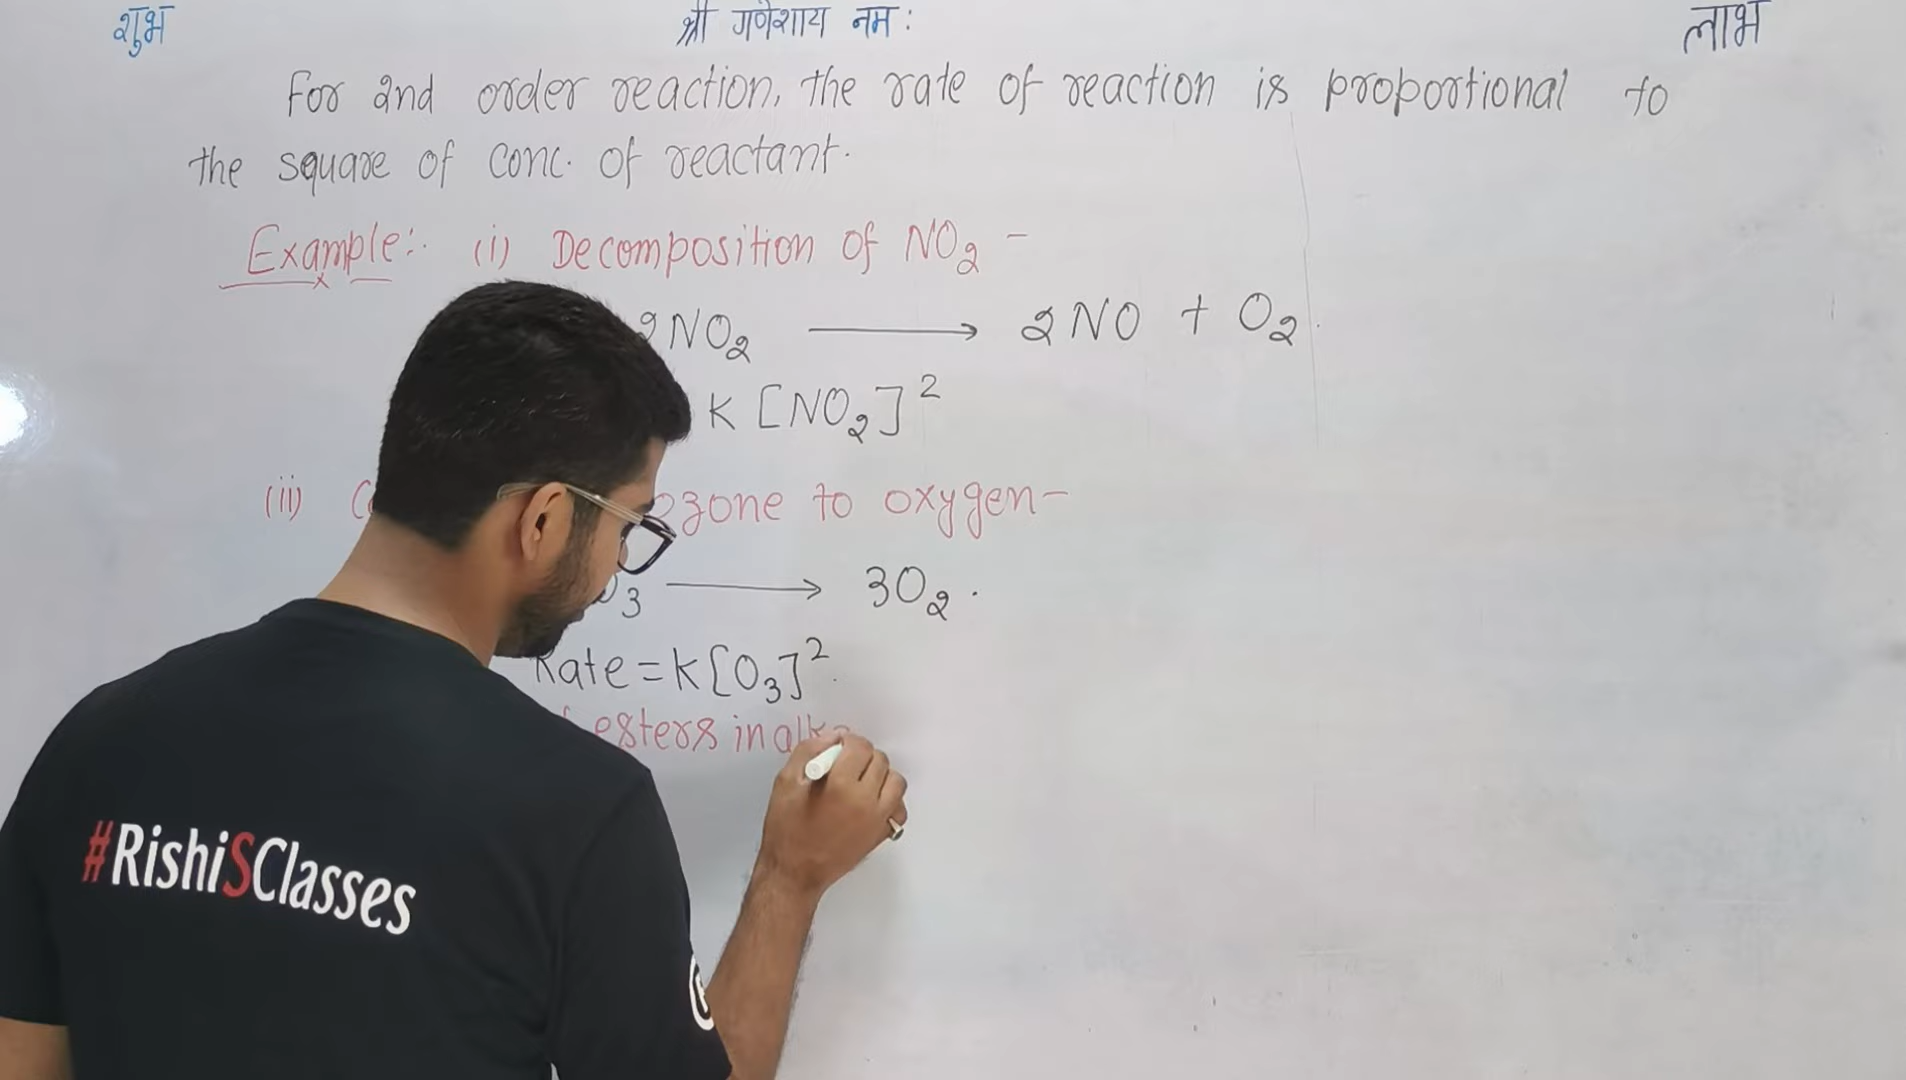 शुभ श्री गणेशाय नमः लाभ
For 2nd order reaction, the rate of reaction is proportional to
the square of conc. of reactant.
Example:- (i) Decomposition of NO₂ -
2NO₂ ⟶ 2NO + O₂.
K [NO₂]²
(ii) ozone to oxygen-
O₃ ⟶ 3O₂.
Rate = K[O₃]².
esters in alka
#RishiSClasses